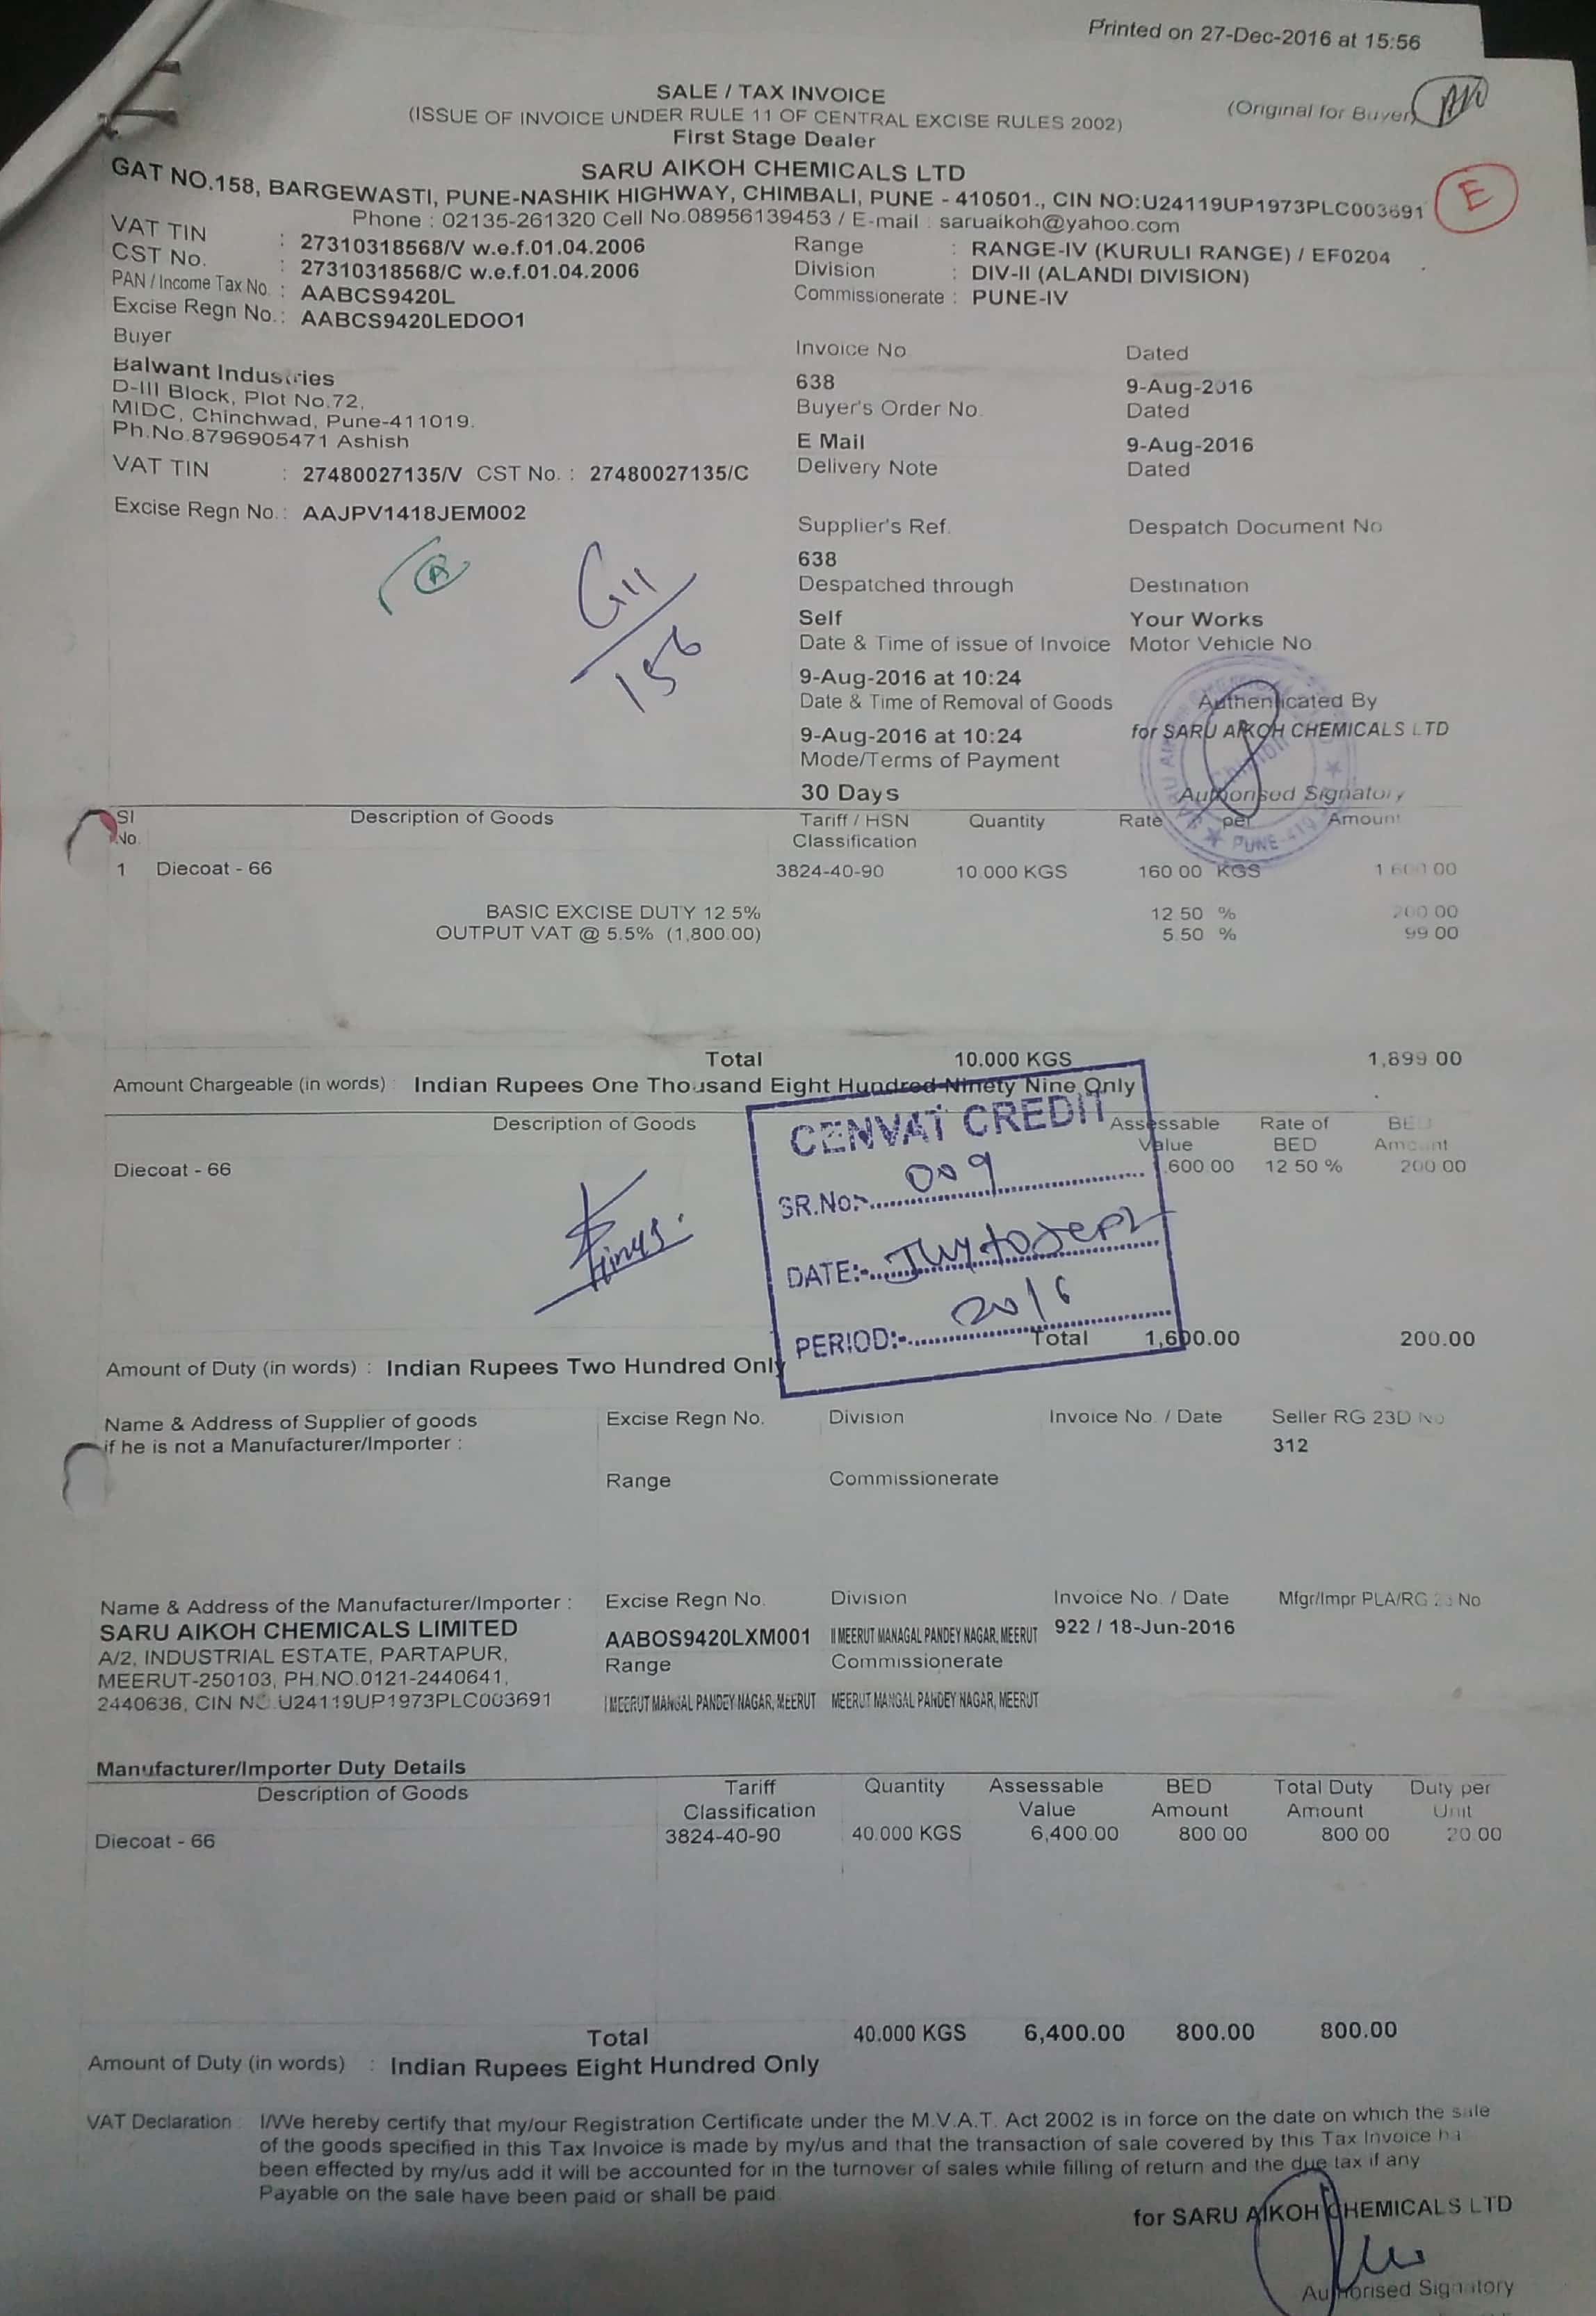 Printed on 27-Dec-2016 at 15:56
SALE / TAX INVOICE
(ISSUE OF INVOICE UNDER RULE 11 OF CENTRAL EXCISE RULES 2002)
(Original for Buyer)
First Stage Dealer
SARU AIKOH CHEMICALS LTD
GAT NO.158, BARGEWASTI, PUNE-NASHIK HIGHWAY, CHIMBALI, PUNE - 410501., CIN NO:U24119UP1973PLC003691
E
Phone : 02135-261320 Cell No.08956139453 / E-mail : saruaikoh@yahoo.com
VAT TIN : 27310318568/V w.e.f.01.04.2006
CST No. : 27310318568/C w.e.f.01.04.2006
PAN / Income Tax No. : AABCS9420L
Excise Regn No. : AABCS9420LEDOO1
Range : RANGE-IV (KURULI RANGE) / EF0204
Division : DIV-II (ALANDI DIVISION)
Commissionerate : PUNE-IV
Buyer
Balwant Industries
D-III Block, Plot No.72,
MIDC, Chinchwad, Pune-411019.
Ph.No.8796905471 Ashish
VAT TIN : 27480027135/V CST No. : 27480027135/C
Excise Regn No. : AAJPV1418JEM002
A
G11
156
Invoice No. Dated
638 9-Aug-2016
Buyer's Order No. Dated
E Mail 9-Aug-2016
Delivery Note Dated
Supplier's Ref. Despatch Document No
638
Despatched through Destination
Self Your Works
Date & Time of issue of Invoice Motor Vehicle No
9-Aug-2016 at 10:24
Date & Time of Removal of Goods Authenticated By
9-Aug-2016 at 10:24 for SARU AIKOH CHEMICALS LTD
Mode/Terms of Payment
30 Days Authorised Signatory
Sl No. Description of Goods Tariff / HSN Classification Quantity Rate per Amount
1 Diecoat - 66 3824-40-90 10.000 KGS 160.00 KGS 1,600.00
BASIC EXCISE DUTY 12.5% 12.50 % 200.00
OUTPUT VAT @ 5.5% (1,800.00) 5.50 % 99.00
Total 10.000 KGS 1,899.00
Amount Chargeable (in words) : Indian Rupees One Thousand Eight Hundred Ninety Nine Only
Description of Goods Assessable Value Rate of BED BED Amount
Diecoat - 66 1,600.00 12.50 % 200.00
CENVAT CREDIT
SR.No:- 009
DATE:-
PERIOD:- 2016
Total 1,600.00 200.00
Amount of Duty (in words) : Indian Rupees Two Hundred Only
Name & Address of Supplier of goods Excise Regn No. Division Invoice No. / Date Seller RG 23D No
if he is not a Manufacturer/Importer : 312
Range Commissionerate
Name & Address of the Manufacturer/Importer : Excise Regn No. Division Invoice No. / Date Mfgr/Impr PLA/RG 23 No
SARU AIKOH CHEMICALS LIMITED AABOS9420LXM001 II MEERUT MANAGAL PANDEY NAGAR, MEERUT 922 / 18-Jun-2016
A/2, INDUSTRIAL ESTATE, PARTAPUR, Range Commissionerate
MEERUT-250103, PH.NO.0121-2440641,
2440636, CIN NO.U24119UP1973PLC003691 I MEERUT MANGAL PANDEY NAGAR, MEERUT MEERUT MANGAL PANDEY NAGAR, MEERUT
Manufacturer/Importer Duty Details
Description of Goods Tariff Classification Quantity Assessable Value BED Amount Total Duty Amount Duty per Unit
Diecoat - 66 3824-40-90 40.000 KGS 6,400.00 800.00 800.00 20.00
Total 40.000 KGS 6,400.00 800.00 800.00
Amount of Duty (in words) : Indian Rupees Eight Hundred Only
VAT Declaration : I/We hereby certify that my/our Registration Certificate under the M.V.A.T. Act 2002 is in force on the date on which the sale
of the goods specified in this Tax Invoice is made by my/us and that the transaction of sale covered by this Tax Invoice ha
been effected by my/us add it will be accounted for in the turnover of sales while filling of return and the due tax if any
Payable on the sale have been paid or shall be paid
for SARU AIKOH CHEMICALS LTD
Authorised Signatory